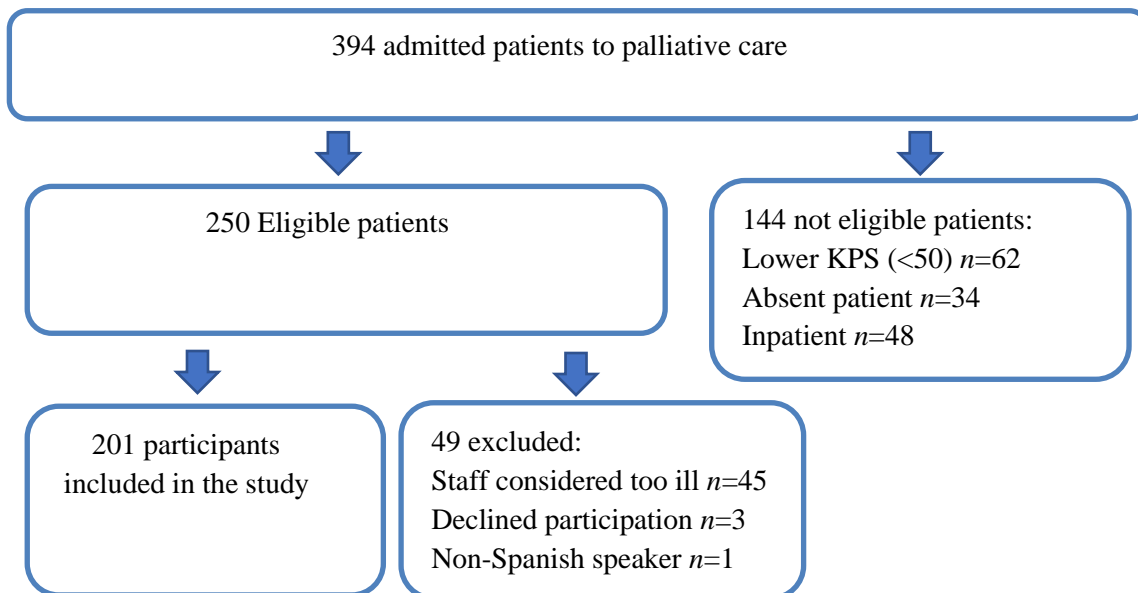 394 admitted patients to palliative care
250 Eligible patients
144 not eligible patients:
Lower KPS (<50) n=62
Absent patient n=34
Inpatient n=48
201 participants
included in the study
49 excluded:
Staff considered too ill n=45
Declined participation n=3
Non-Spanish speaker n=1